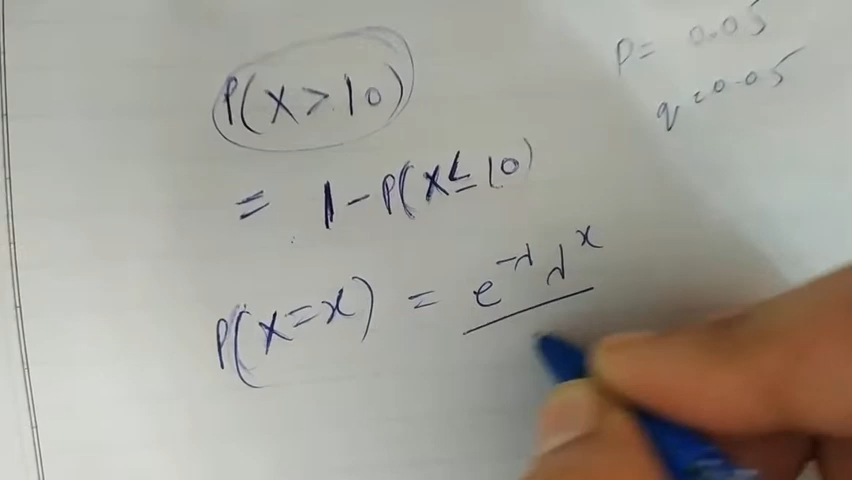 P(X > 10)
P = 0.05
q = 0.05
= 1 - P(X ≤ 10)
P(X = x) = e^{-λ} λ^x